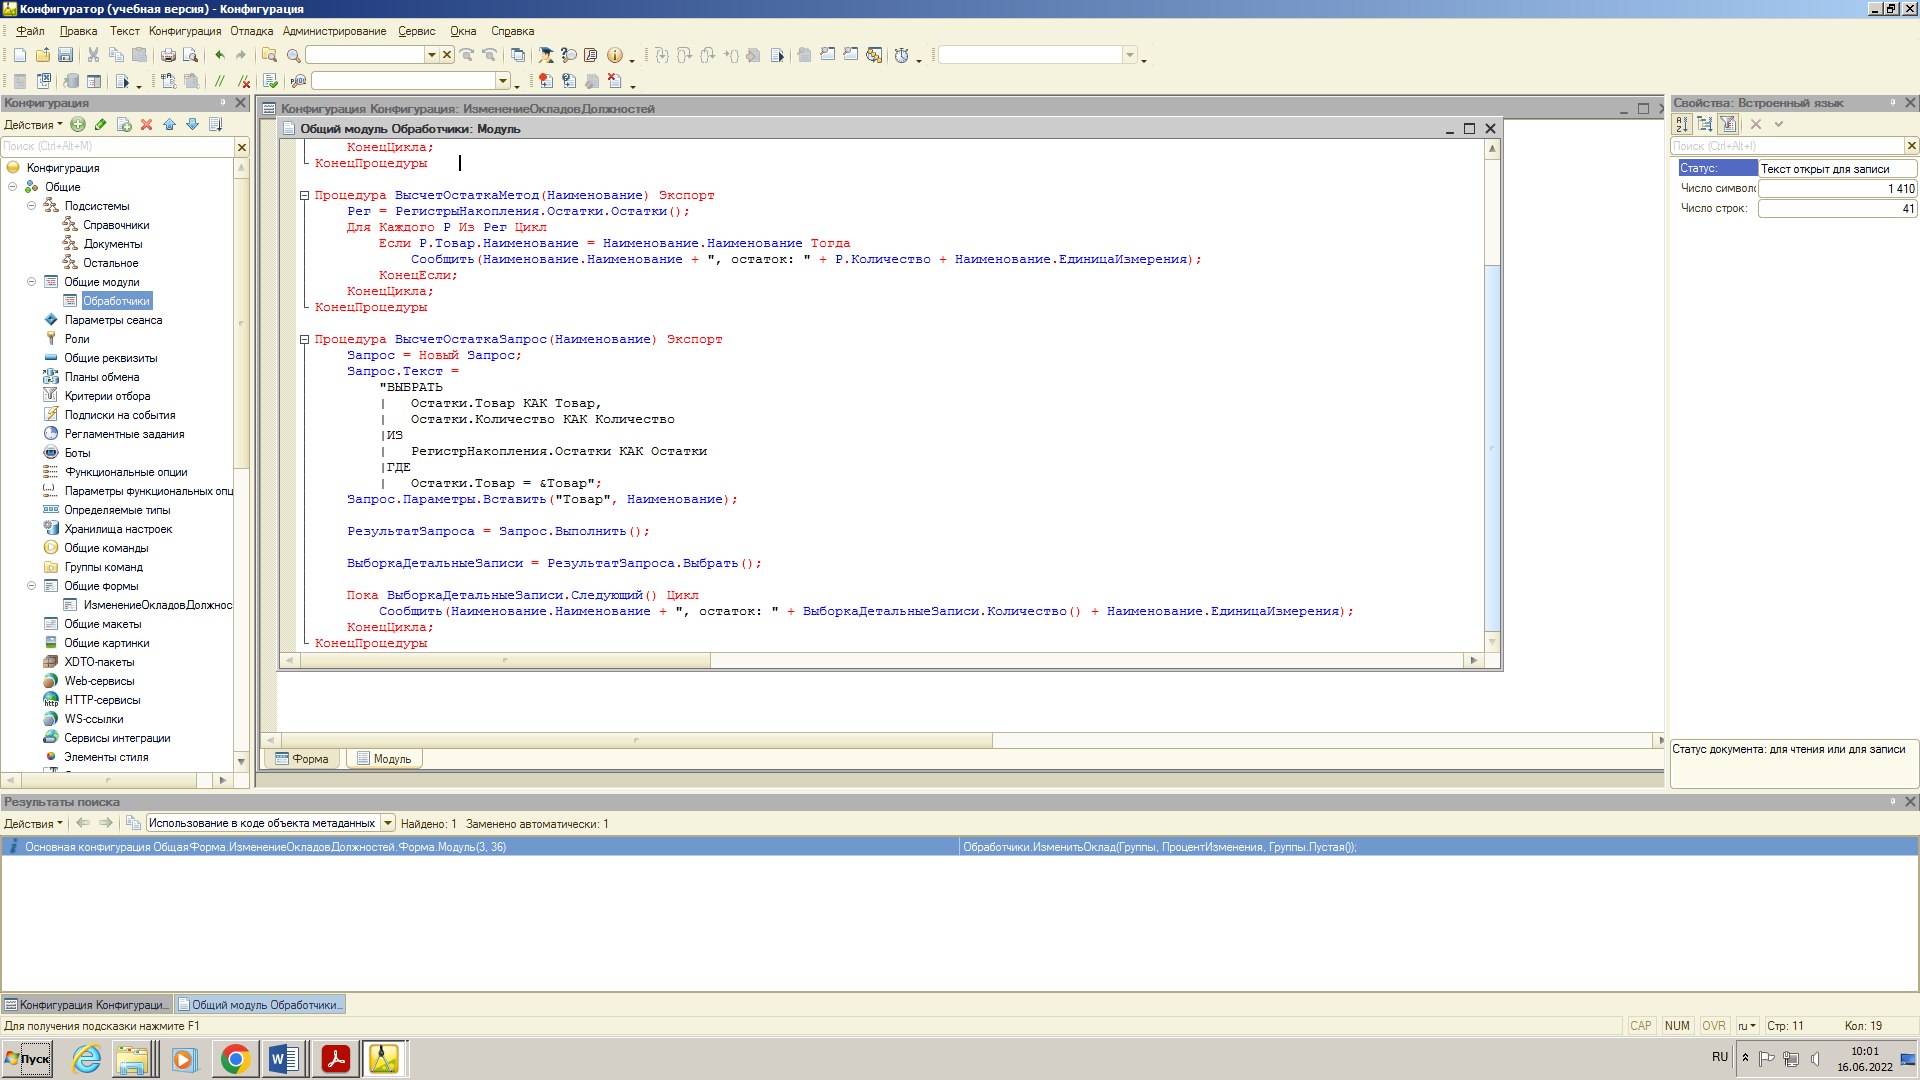 Конфигуратор (учебная версия) - Конфигурация
Файл Правка Текст Конфигурация Отладка Администрирование Сервис Окна Справка
Конфигурация
Действия
Поиск (Ctrl+Alt+M)
Конфигурация
Общие
Подсистемы
Справочники
Документы
Остальное
Общие модули
Обработчики
Параметры сеанса
Роли
Общие реквизиты
Планы обмена
Критерии отбора
Подписки на события
Регламентные задания
Боты
Функциональные опции
Параметры функциональных опц
Определяемые типы
Хранилища настроек
Общие команды
Группы команд
Общие формы
ИзменениеОкладовДолжнос
Общие макеты
Общие картинки
XDTO-пакеты
Web-сервисы
HTTP-сервисы
WS-ссылки
Сервисы интеграции
Элементы стиля
Конфигурация Конфигурация: ИзменениеОкладовДолжностей
Общий модуль Обработчики: Модуль
КонецЦикла;
КонецПроцедуры
Процедура ВысчетОстаткаМетод(Наименование) Экспорт
Рег = РегистрыНакопления.Остатки.Остатки();
Для Каждого Р Из Рег Цикл
Если Р.Товар.Наименование = Наименование.Наименование Тогда
Сообщить(Наименование.Наименование + ", остаток: " + Р.Количество + Наименование.ЕдиницаИзмерения);
КонецЕсли;
КонецЦикла;
КонецПроцедуры
Процедура ВысчетОстаткаЗапрос(Наименование) Экспорт
Запрос = Новый Запрос;
Запрос.Текст =
"ВЫБРАТЬ
| Остатки.Товар КАК Товар,
| Остатки.Количество КАК Количество
|ИЗ
| РегистрНакопления.Остатки КАК Остатки
|ГДЕ
| Остатки.Товар = &Товар";
Запрос.Параметры.Вставить("Товар", Наименование);
РезультатЗапроса = Запрос.Выполнить();
ВыборкаДетальныеЗаписи = РезультатЗапроса.Выбрать();
Пока ВыборкаДетальныеЗаписи.Следующий() Цикл
Сообщить(Наименование.Наименование + ", остаток: " + ВыборкаДетальныеЗаписи.Количество() + Наименование.ЕдиницаИзмерения);
КонецЦикла;
КонецПроцедуры
Форма Модуль
Свойства: Встроенный язык
Поиск (Ctrl+Alt+I)
Статус: Текст открыт для записи
Число символо 1 410
Число строк: 41
Статус документа: для чтения или для записи
Результаты поиска
Действия Использование в коде объекта метаданных Найдено: 1 Заменено автоматически: 1
Основная конфигурация ОбщаяФорма.ИзменениеОкладовДолжностей.Форма.Модуль(3, 36) Обработчики.ИзменитьОклад(Группы, ПроцентИзменения, Группы.Пустая());
Конфигурация Конфигураци... Общий модуль Обработчики...
Для получения подсказки нажмите F1 CAP NUM OVR ru Стр: 11 Кол: 19
Пуск RU 10:01
16.06.2022